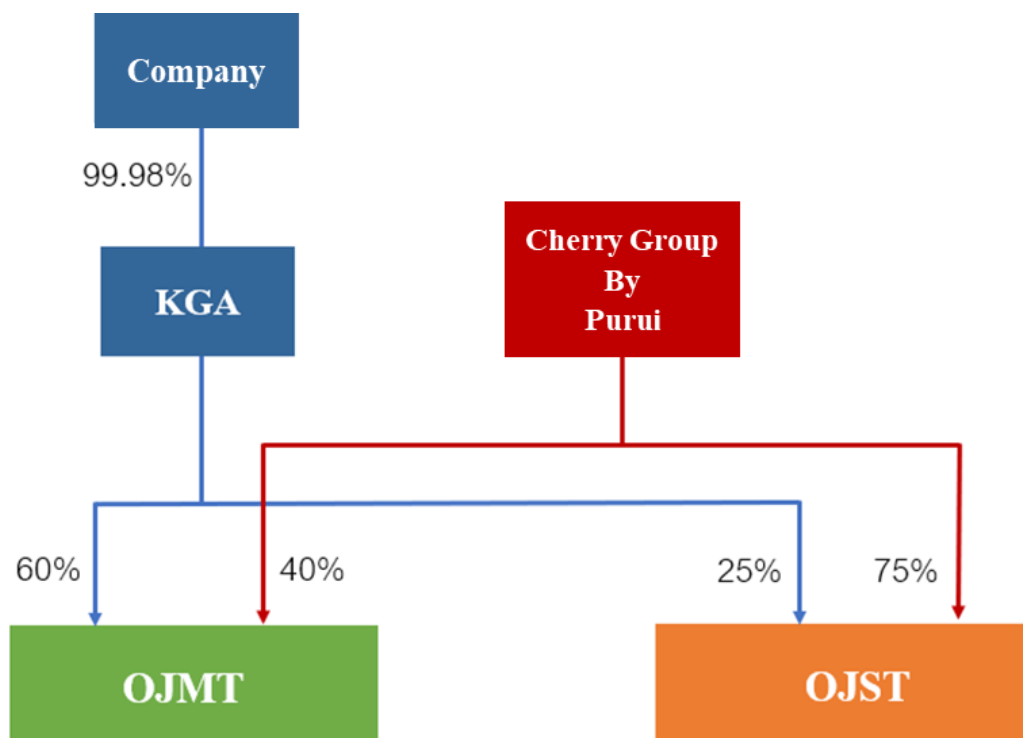 Company
99.98%
Cherry Group
By
Purui
KGA
60%
40%
25%
75%
OJMT
OJST